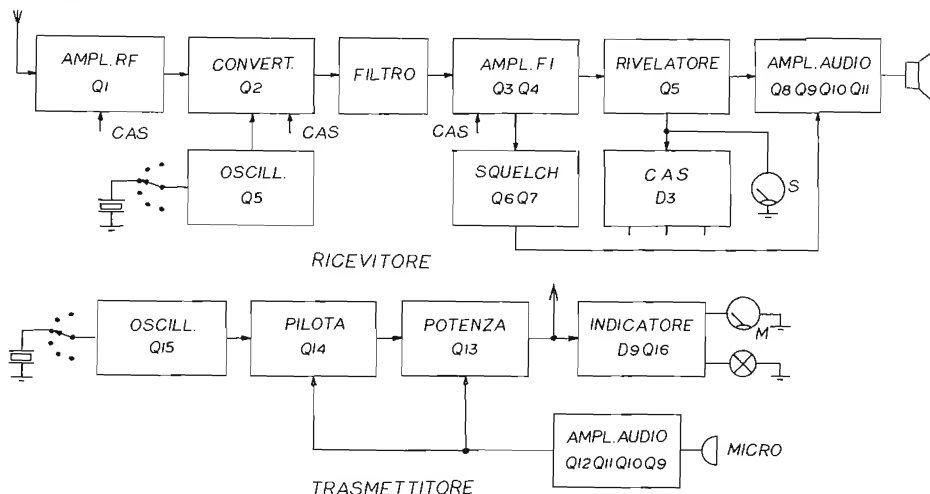 AMPL. RF
Q1
CONVERT.
Q2
FILTRO
AMPL. FI
Q3 Q4
RIVELATORE
Q5
AMPL. AUDIO
Q8 Q9 Q10 Q11
CAS
CAS
CAS
OSCILL.
Q5
SQUELCH
Q6 Q7
CAS
D3
S
RICEVITORE
OSCILL.
Q15
PILOTA
Q14
POTENZA
Q13
INDICATORE
D9 Q16
M
AMPL. AUDIO
Q12 Q11 Q10 Q9
MICRO
TRASMETTITORE